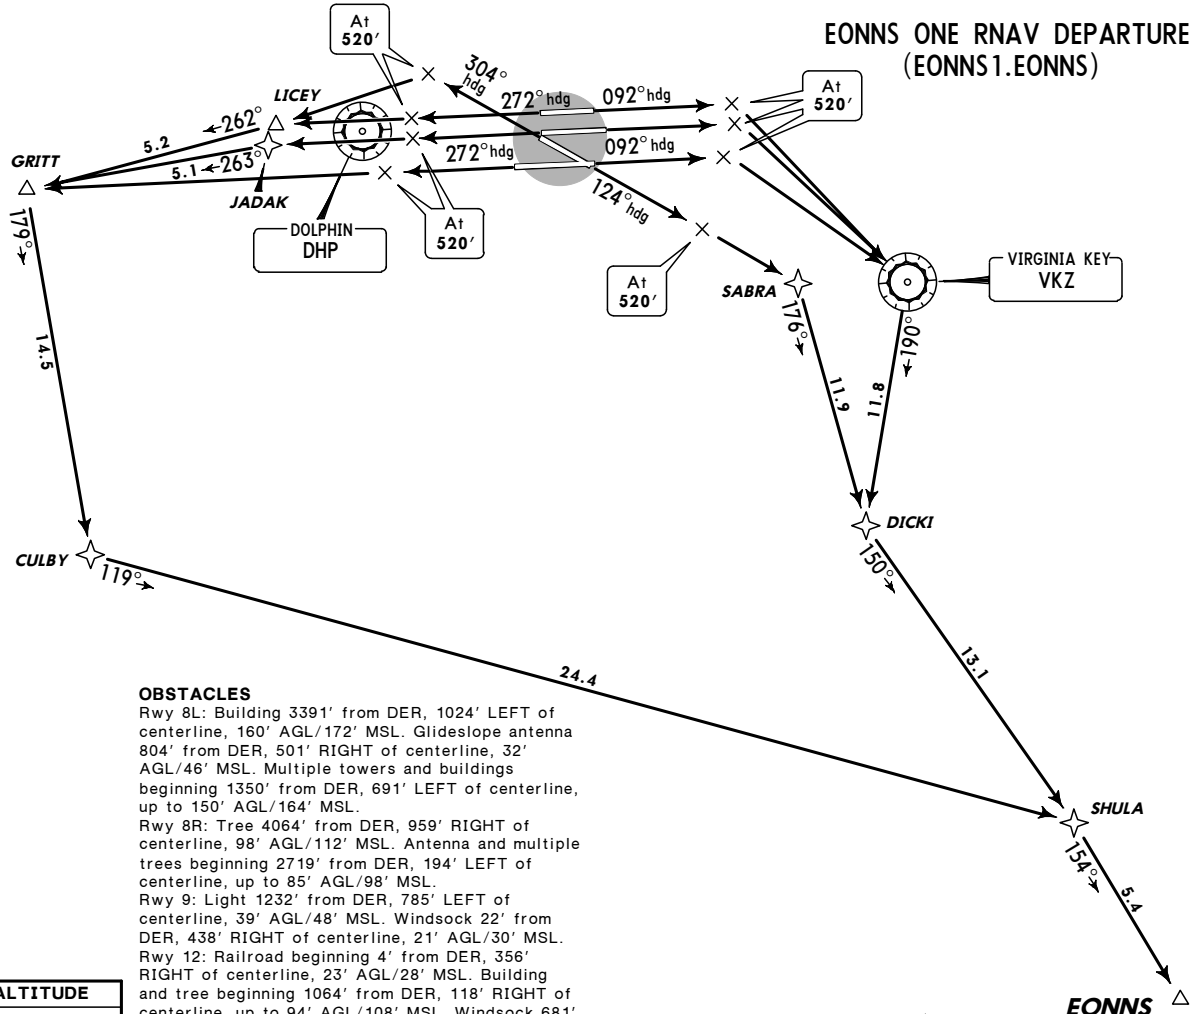 EONNS ONE RNAV DEPARTURE
(EONNS1.EONNS)
At
520'
304°
hdg
272°hdg
092°hdg
At
520'
LICEY
262°
5.2
GRITT
263°
5.1
JADAK
272°hdg
092°hdg
124°hdg
DOLPHIN
DHP
At
520'
At
520'
179°
14.5
SABRA
176°
VIRGINIA KEY
VKZ
190°
11.9
11.8
DICKI
150°
CULBY
119°
24.4
13.1
OBSTACLES
Rwy 8L: Building 3391' from DER, 1024' LEFT of
centerline, 160' AGL/172' MSL. Glideslope antenna
804' from DER, 501' RIGHT of centerline, 32'
AGL/46' MSL. Multiple towers and buildings
beginning 1350' from DER, 691' LEFT of centerline,
up to 150' AGL/164' MSL.
Rwy 8R: Tree 4064' from DER, 959' RIGHT of
centerline, 98' AGL/112' MSL. Antenna and multiple
trees beginning 2719' from DER, 194' LEFT of
centerline, up to 85' AGL/98' MSL.
Rwy 9: Light 1232' from DER, 785' LEFT of
centerline, 39' AGL/48' MSL. Windsock 22' from
DER, 438' RIGHT of centerline, 21' AGL/30' MSL.
Rwy 12: Railroad beginning 4' from DER, 356'
RIGHT of centerline, 23' AGL/28' MSL. Building
and tree beginning 1064' from DER, 118' RIGHT of
centerline, up to 94' AGL/108' MSL. Windsock 681'
ALTITUDE
SHULA
154°
5.4
EONNS